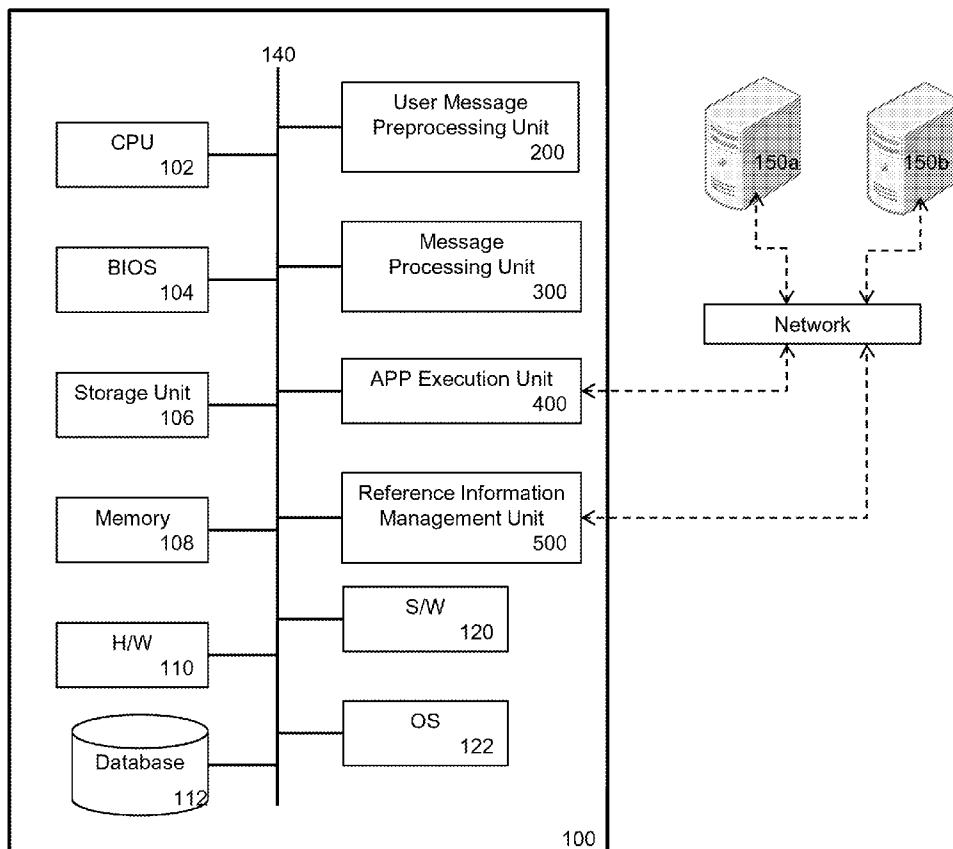 140
CPU
102
BIOS
104
Storage Unit
106
Memory
108
H/W
110
Database
112
User Message
Preprocessing Unit
200
Message
Processing Unit
300
APP Execution Unit
400
Reference Information
Management Unit
500
S/W
120
OS
122
100
150a
150b
Network